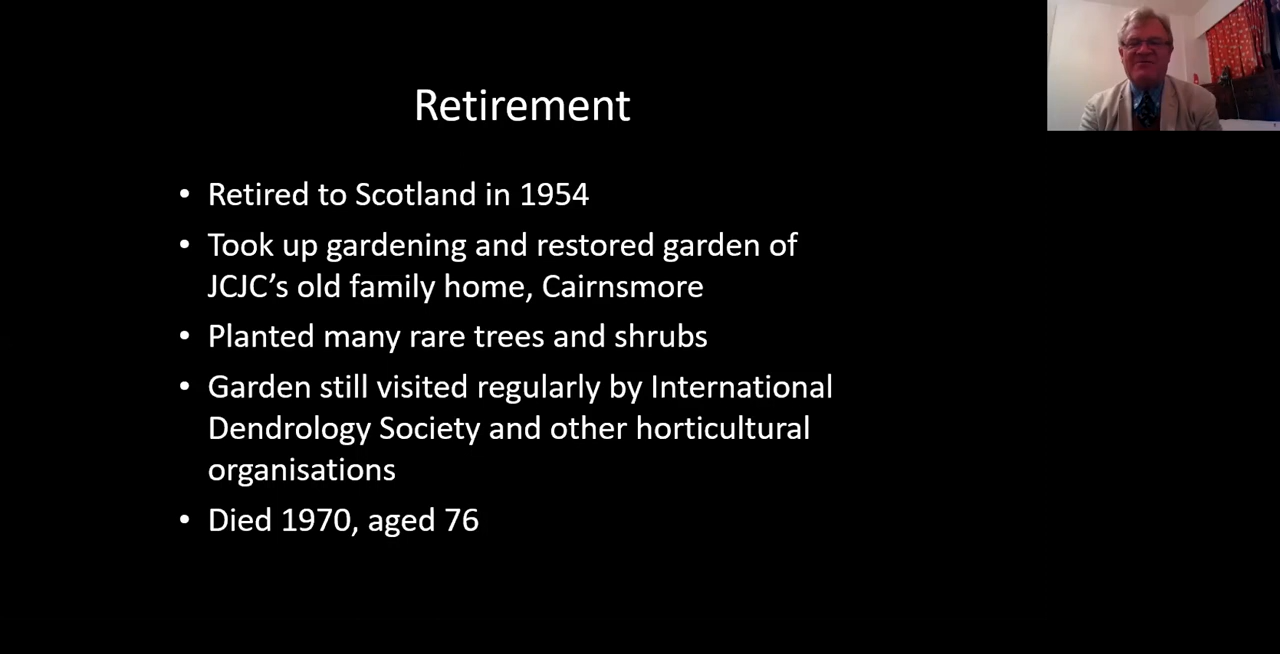 Retirement
• Retired to Scotland in 1954
• Took up gardening and restored garden of
JCJC’s old family home, Cairnsmore
• Planted many rare trees and shrubs
• Garden still visited regularly by International
Dendrology Society and other horticultural
organisations
• Died 1970, aged 76